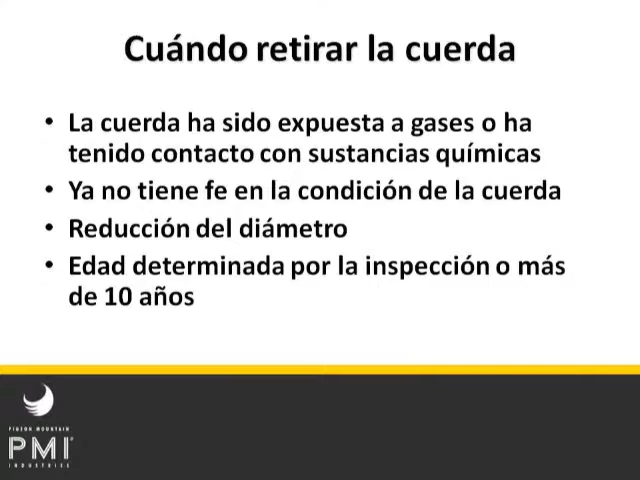 Cuándo retirar la cuerda
• La cuerda ha sido expuesta a gases o ha
tenido contacto con sustancias químicas
• Ya no tiene fe en la condición de la cuerda
• Reducción del diámetro
• Edad determinada por la inspección o más
de 10 años
PIGEON MOUNTAIN
PMI®
INDUSTRIES